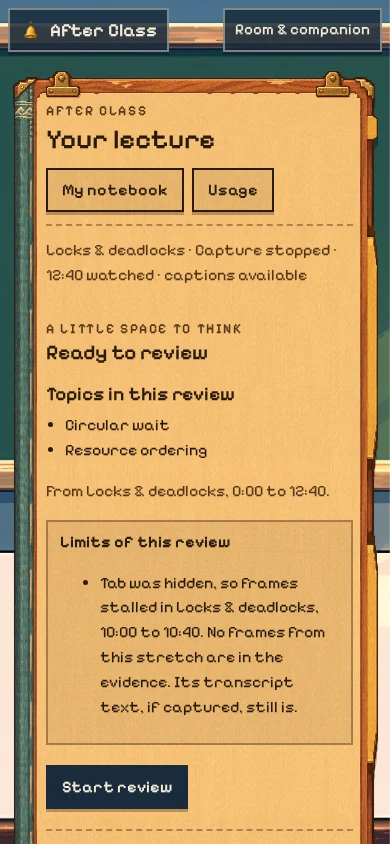 After Class
Room & companion
AFTER CLASS
Your lecture
My notebook
Usage
Locks & deadlocks · Capture stopped ·
12:40 watched · captions available
A LITTLE SPACE TO THINK
Ready to review
Topics in this review
• Circular wait
• Resource ordering
From Locks & deadlocks, 0:00 to 12:40.
Limits of this review
• Tab was hidden, so frames
stalled in Locks & deadlocks,
10:00 to 10:40. No frames from
this stretch are in the
evidence. Its transcript
text, if captured, still is.
Start review